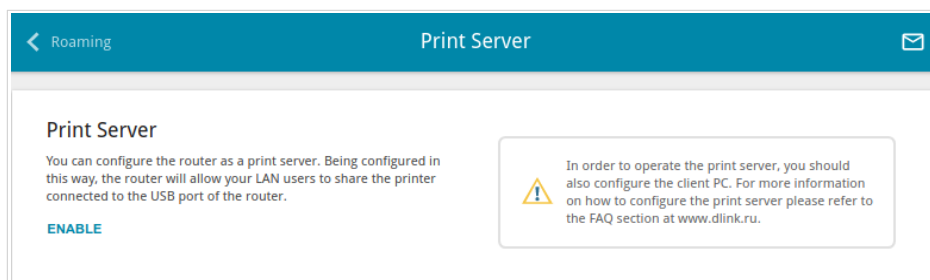 Roaming
Print Server
Print Server
You can configure the router as a print server. Being configured in
this way, the router will allow your LAN users to share the printer
connected to the USB port of the router.
ENABLE
In order to operate the print server, you should
also configure the client PC. For more information
on how to configure the print server please refer to
the FAQ section at www.dlink.ru.